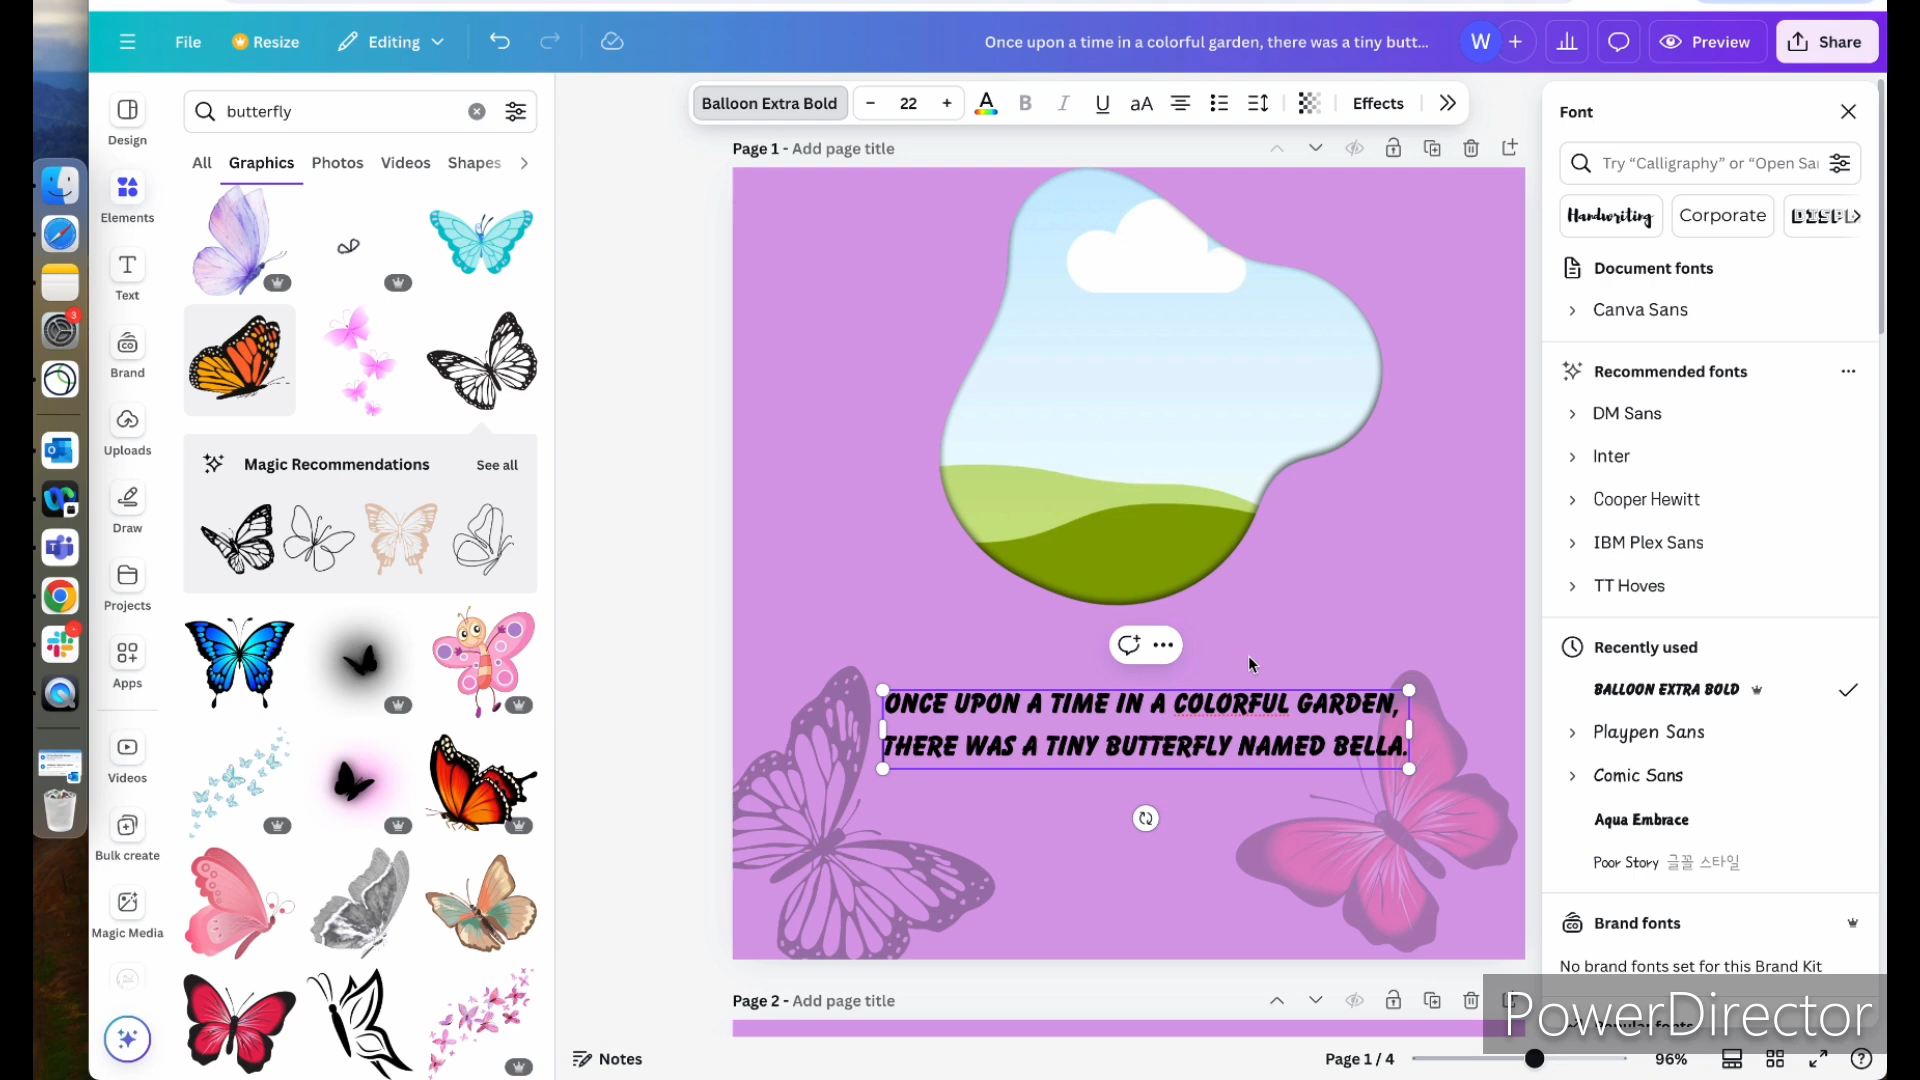 File
Resize
Editing
Once upon a time in a colorful garden, there was a tiny butt...
W
Preview
Share
Design
Elements
Text
Brand
Uploads
Draw
Projects
Apps
Videos
Bulk create
Magic Media
butterfly
All
Graphics
Photos
Videos
Shapes
Magic Recommendations
See all
Balloon Extra Bold
− 22 +
A
B
I
U
aA
Effects
Page 1 - Add page title
ONCE UPON A TIME IN A COLORFUL GARDEN,
THERE WAS A TINY BUTTERFLY NAMED BELLA.
Page 2 - Add page title
Notes
Page 1 / 4
96%
Font
Try “Calligraphy” or “Open Sa
Handwriting
Corporate
Document fonts
Canva Sans
Recommended fonts
DM Sans
Inter
Cooper Hewitt
IBM Plex Sans
TT Hoves
Recently used
BALLOON EXTRA BOLD
Playpen Sans
Comic Sans
Aqua Embrace
Poor Story 글꼴 스타일
Brand fonts
No brand fonts set for this Brand Kit
PowerDirector
3